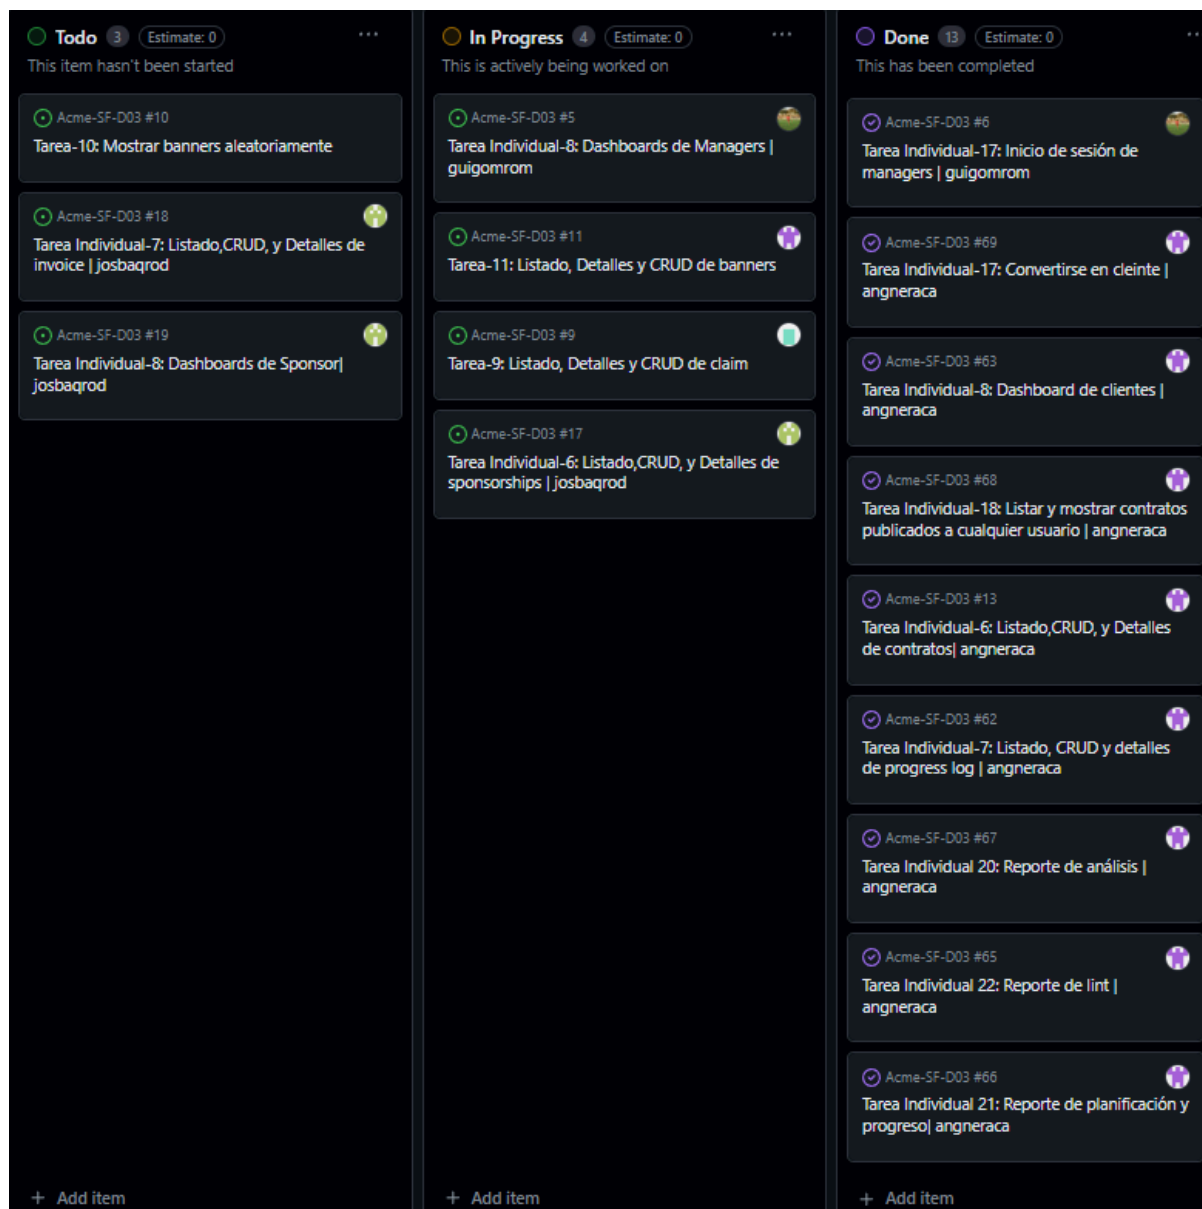 Todo 3 Estimate: 0
This item hasn't been started
Acme-SF-D03 #10
Tarea-10: Mostrar banners aleatoriamente
Acme-SF-D03 #18
Tarea Individual-7: Listado,CRUD, y Detalles de
invoice | josbaqrod
Acme-SF-D03 #19
Tarea Individual-8: Dashboards de Sponsor|
josbaqrod
+ Add item
In Progress 4 Estimate: 0
This is actively being worked on
Acme-SF-D03 #5
Tarea Individual-8: Dashboards de Managers |
guigomrom
Acme-SF-D03 #11
Tarea-11: Listado, Detalles y CRUD de banners
Acme-SF-D03 #9
Tarea-9: Listado, Detalles y CRUD de claim
Acme-SF-D03 #17
Tarea Individual-6: Listado,CRUD, y Detalles de
sponsorships | josbaqrod
+ Add item
Done 13 Estimate: 0
This has been completed
Acme-SF-D03 #6
Tarea Individual-17: Inicio de sesión de
managers | guigomrom
Acme-SF-D03 #69
Tarea Individual-17: Convertirse en cleinte |
angneraca
Acme-SF-D03 #63
Tarea Individual-8: Dashboard de clientes |
angneraca
Acme-SF-D03 #68
Tarea Individual-18: Listar y mostrar contratos
publicados a cualquier usuario | angneraca
Acme-SF-D03 #13
Tarea Individual-6: Listado,CRUD, y Detalles
de contratos| angneraca
Acme-SF-D03 #62
Tarea Individual-7: Listado, CRUD y detalles
de progress log | angneraca
Acme-SF-D03 #67
Tarea Individual 20: Reporte de análisis |
angneraca
Acme-SF-D03 #65
Tarea Individual 22: Reporte de lint |
angneraca
Acme-SF-D03 #66
Tarea Individual 21: Reporte de planificación y
progreso| angneraca
+ Add item